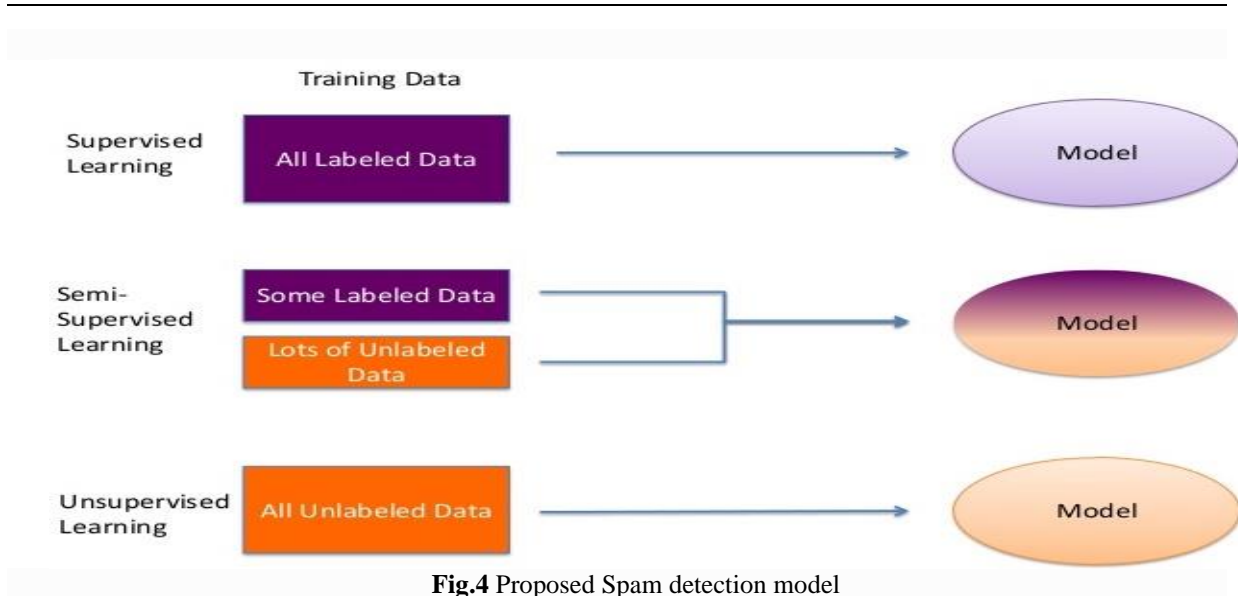 Training Data
Supervised
Learning
All Labeled Data
Model
Semi-
Supervised
Learning
Some Labeled Data
Lots of Unlabeled
Data
Model
Unsupervised
Learning
All Unlabeled Data
Model
Fig.4 Proposed Spam detection model